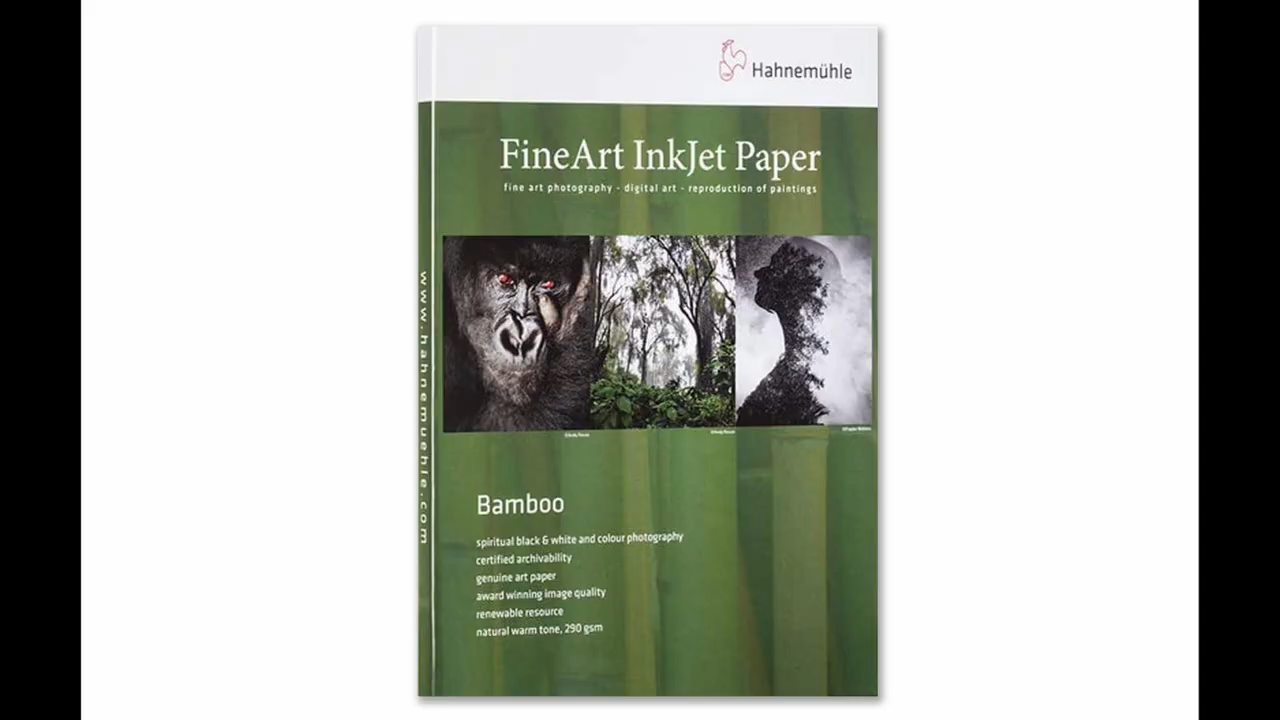 Hahnemühle
FineArt InkJet Paper
fine art photography - digital art - reproduction of paintings
www.hahnemuehle.com
Bamboo
spiritual black & white and colour photography
certified archivability
genuine art paper
award winning image quality
renewable resource
natural warm tone, 290 gsm